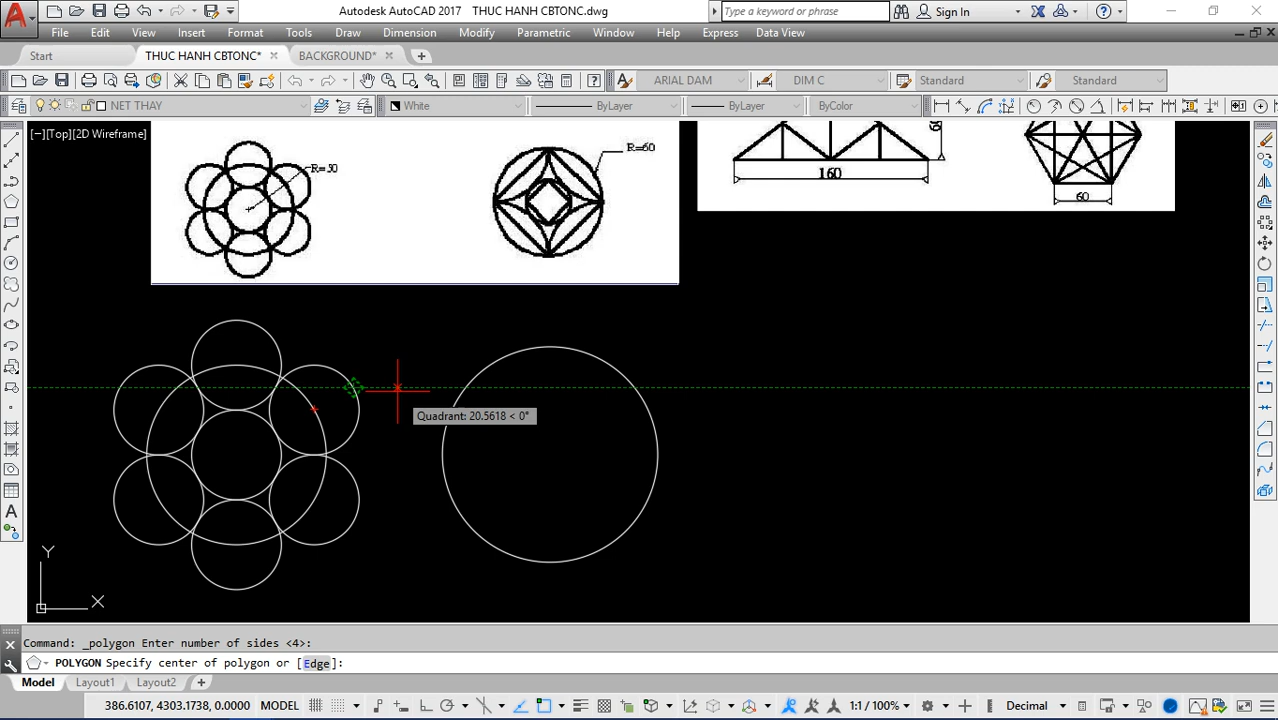 Autodesk AutoCAD 2017 THUC HANH CBTONC.dwg
Type a keyword or phrase
Sign In
File Edit View Insert Format Tools Draw Dimension Modify Parametric Window Help Express Data View
Start THUC HANH CBTONC* BACKGROUND*
ARIAL DAM DIM C Standard Standard
NET THAY White ByLayer ByLayer ByColor
[−][Top][2D Wireframe]
R=30
R=60
160
60
Quadrant: 20.5618 < 0°
Y
X
Command: _polygon Enter number of sides <4>:
POLYGON Specify center of polygon or [Edge]:
Model Layout1 Layout2
386.6107, 4303.1738, 0.0000 MODEL 1:1 / 100% Decimal